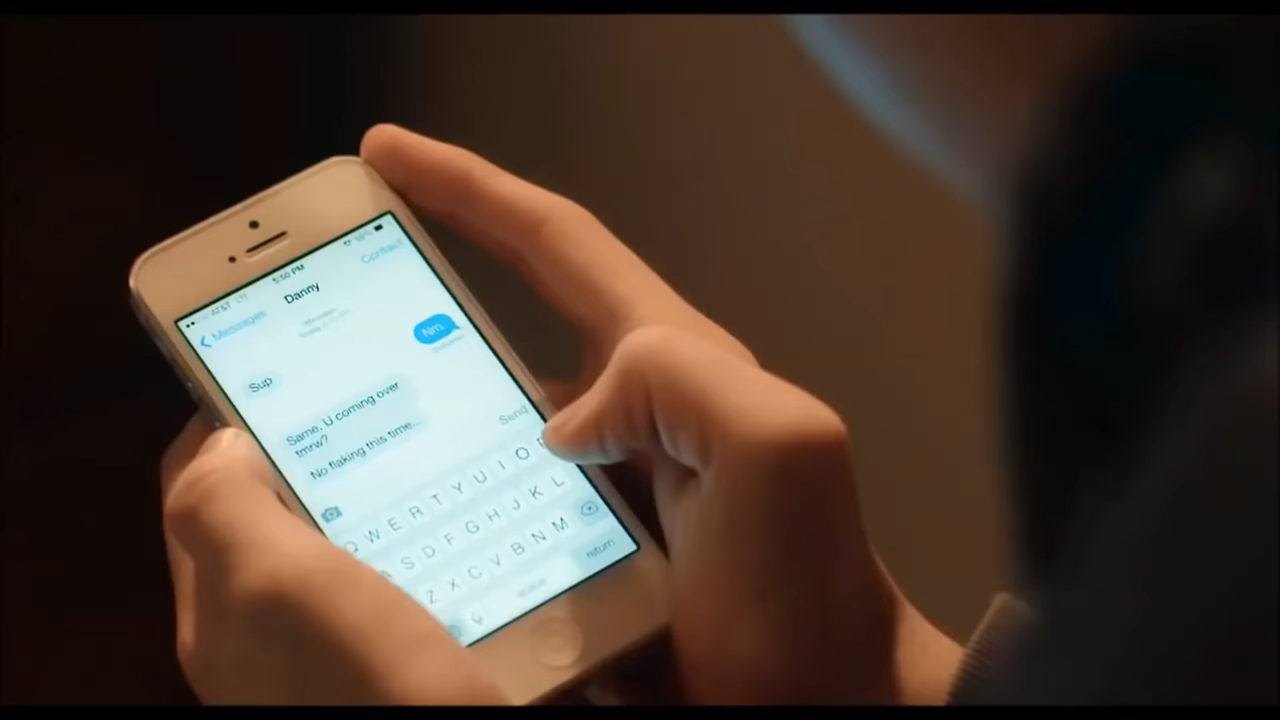 AT&T LTE 5:50 PM
Messages Danny Contact
Nm.
Sup
Same. U coming over
tmrw?
No flaking this time...
Send
Q W E R T Y U I O P
A S D F G H J K L
Z X C V B N M
space return